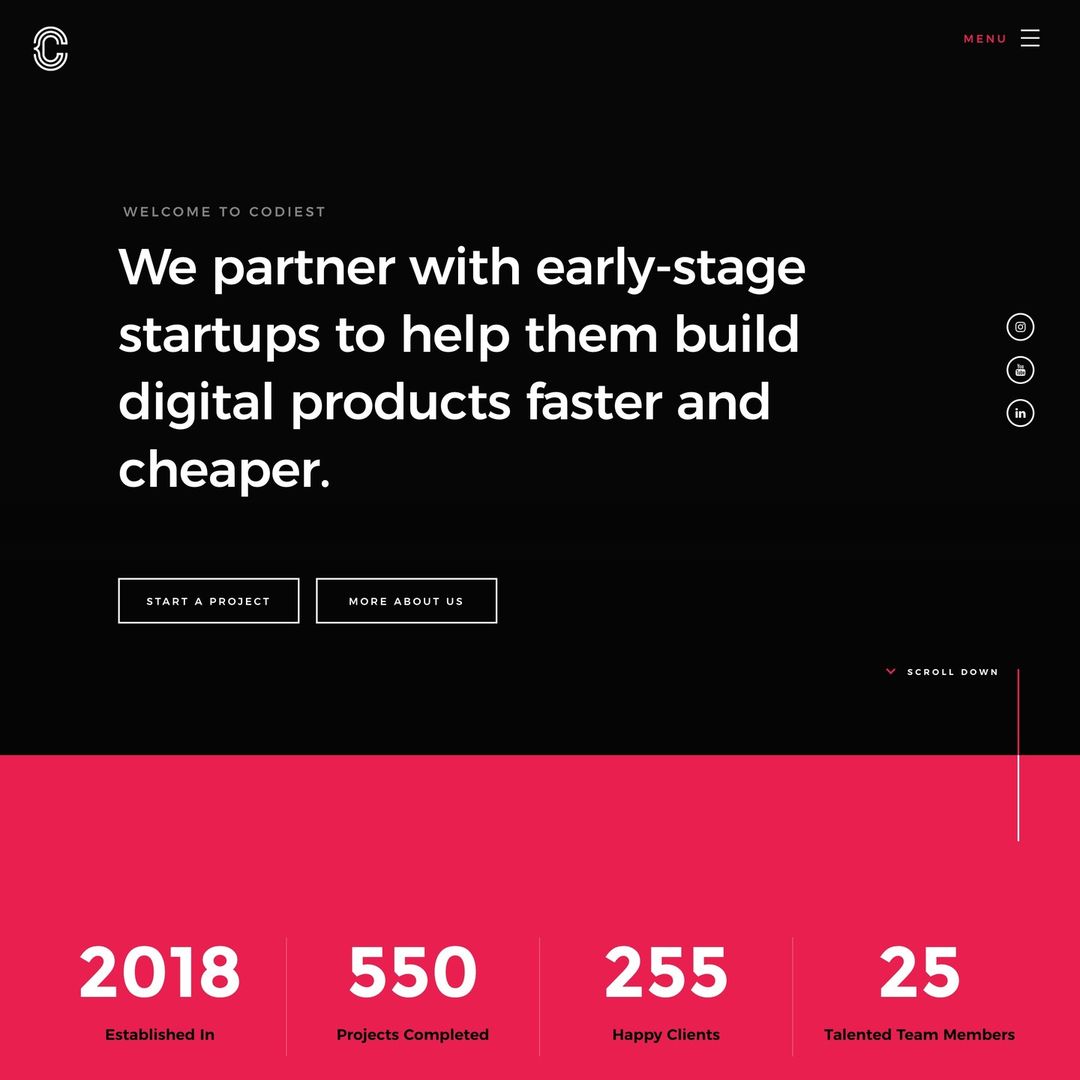 MENU
WELCOME TO CODIEST
We partner with early-stage
startups to help them build
digital products faster and
cheaper.
START A PROJECT
MORE ABOUT US
SCROLL DOWN
2018
Established In
550
Projects Completed
255
Happy Clients
25
Talented Team Members